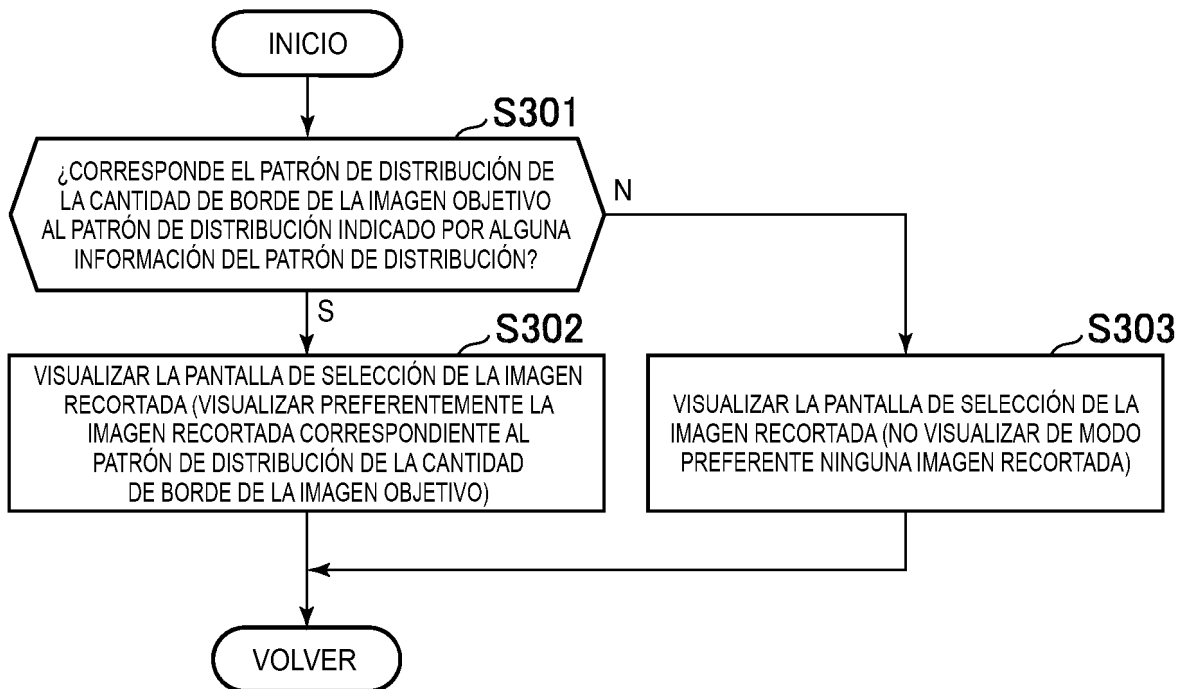 INICIO
S301
¿CORRESPONDE EL PATRÓN DE DISTRIBUCIÓN DE
LA CANTIDAD DE BORDE DE LA IMAGEN OBJETIVO
AL PATRÓN DE DISTRIBUCIÓN INDICADO POR ALGUNA
INFORMACIÓN DEL PATRÓN DE DISTRIBUCIÓN?
N
S
S302
VISUALIZAR LA PANTALLA DE SELECCIÓN DE LA IMAGEN
RECORTADA (VISUALIZAR PREFERENTEMENTE LA
IMAGEN RECORTADA CORRESPONDIENTE AL
PATRÓN DE DISTRIBUCIÓN DE LA CANTIDAD
DE BORDE DE LA IMAGEN OBJETIVO)
S303
VISUALIZAR LA PANTALLA DE SELECCIÓN DE LA
IMAGEN RECORTADA (NO VISUALIZAR DE MODO
PREFERENTE NINGUNA IMAGEN RECORTADA)
VOLVER